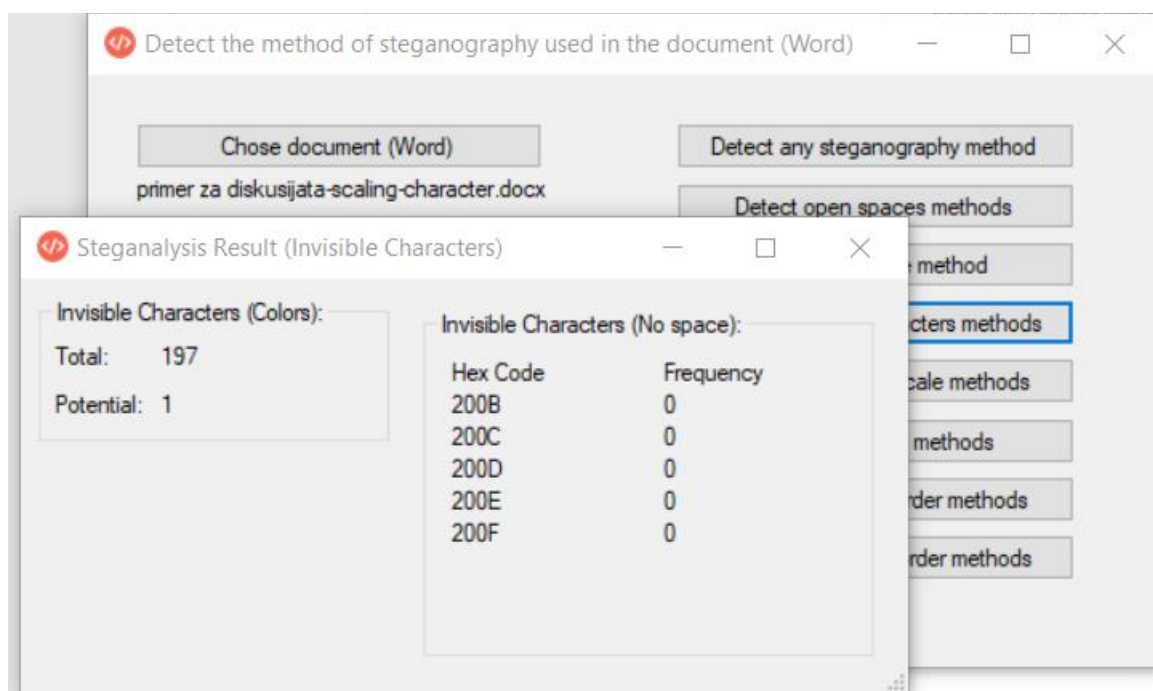 Detect the method of steganography used in the document (Word)
Chose document (Word)
primer za diskusijata-scaling-character.docx
Detect any steganography method
Detect open spaces methods
method
cters methods
cale methods
methods
rder methods
rder methods
Steganalysis Result (Invisible Characters)
Invisible Characters (Colors):
Total: 197
Potential: 1
Invisible Characters (No space):
Hex Code Frequency
200B 0
200C 0
200D 0
200E 0
200F 0